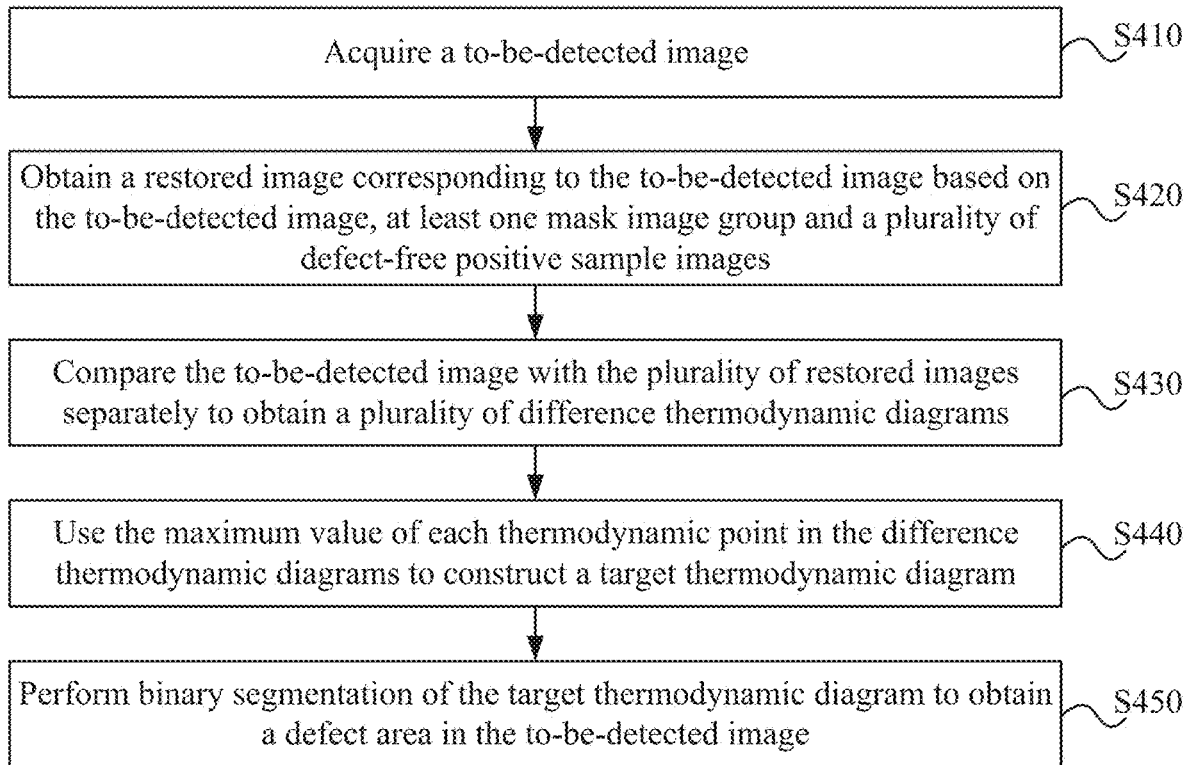 Acquire a to-be-detected image
S410
Obtain a restored image corresponding to the to-be-detected image based on
the to-be-detected image, at least one mask image group and a plurality of
defect-free positive sample images
S420
Compare the to-be-detected image with the plurality of restored images
separately to obtain a plurality of difference thermodynamic diagrams
S430
Use the maximum value of each thermodynamic point in the difference
thermodynamic diagrams to construct a target thermodynamic diagram
S440
Perform binary segmentation of the target thermodynamic diagram to obtain
a defect area in the to-be-detected image
S450